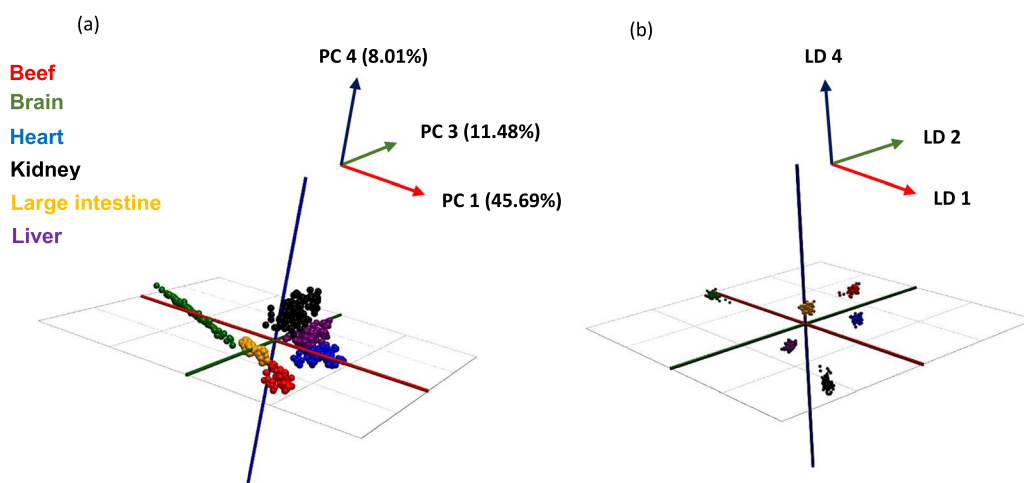 (a)
Beef
Brain
Heart
Kidney
Large intestine
Liver
PC 4 (8.01%)
PC 3 (11.48%)
PC 1 (45.69%)
(b)
LD 4
LD 2
LD 1